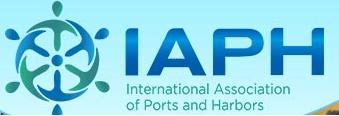 IAPH
International Association
of Ports and Harbors